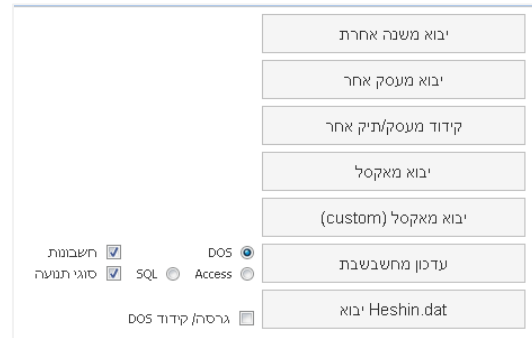 יבוא משנה אחרת
יבוא מעסק אחר
קידוד מעסק/תיק אחר
יבוא מאקסל
יבוא מאקסל (custom)
עדכון מחשבשבת
DOS
חשבונות
Access
SQL
סוגי תנועה
יבוא Heshin.dat
גרסה/ קידוד DOS